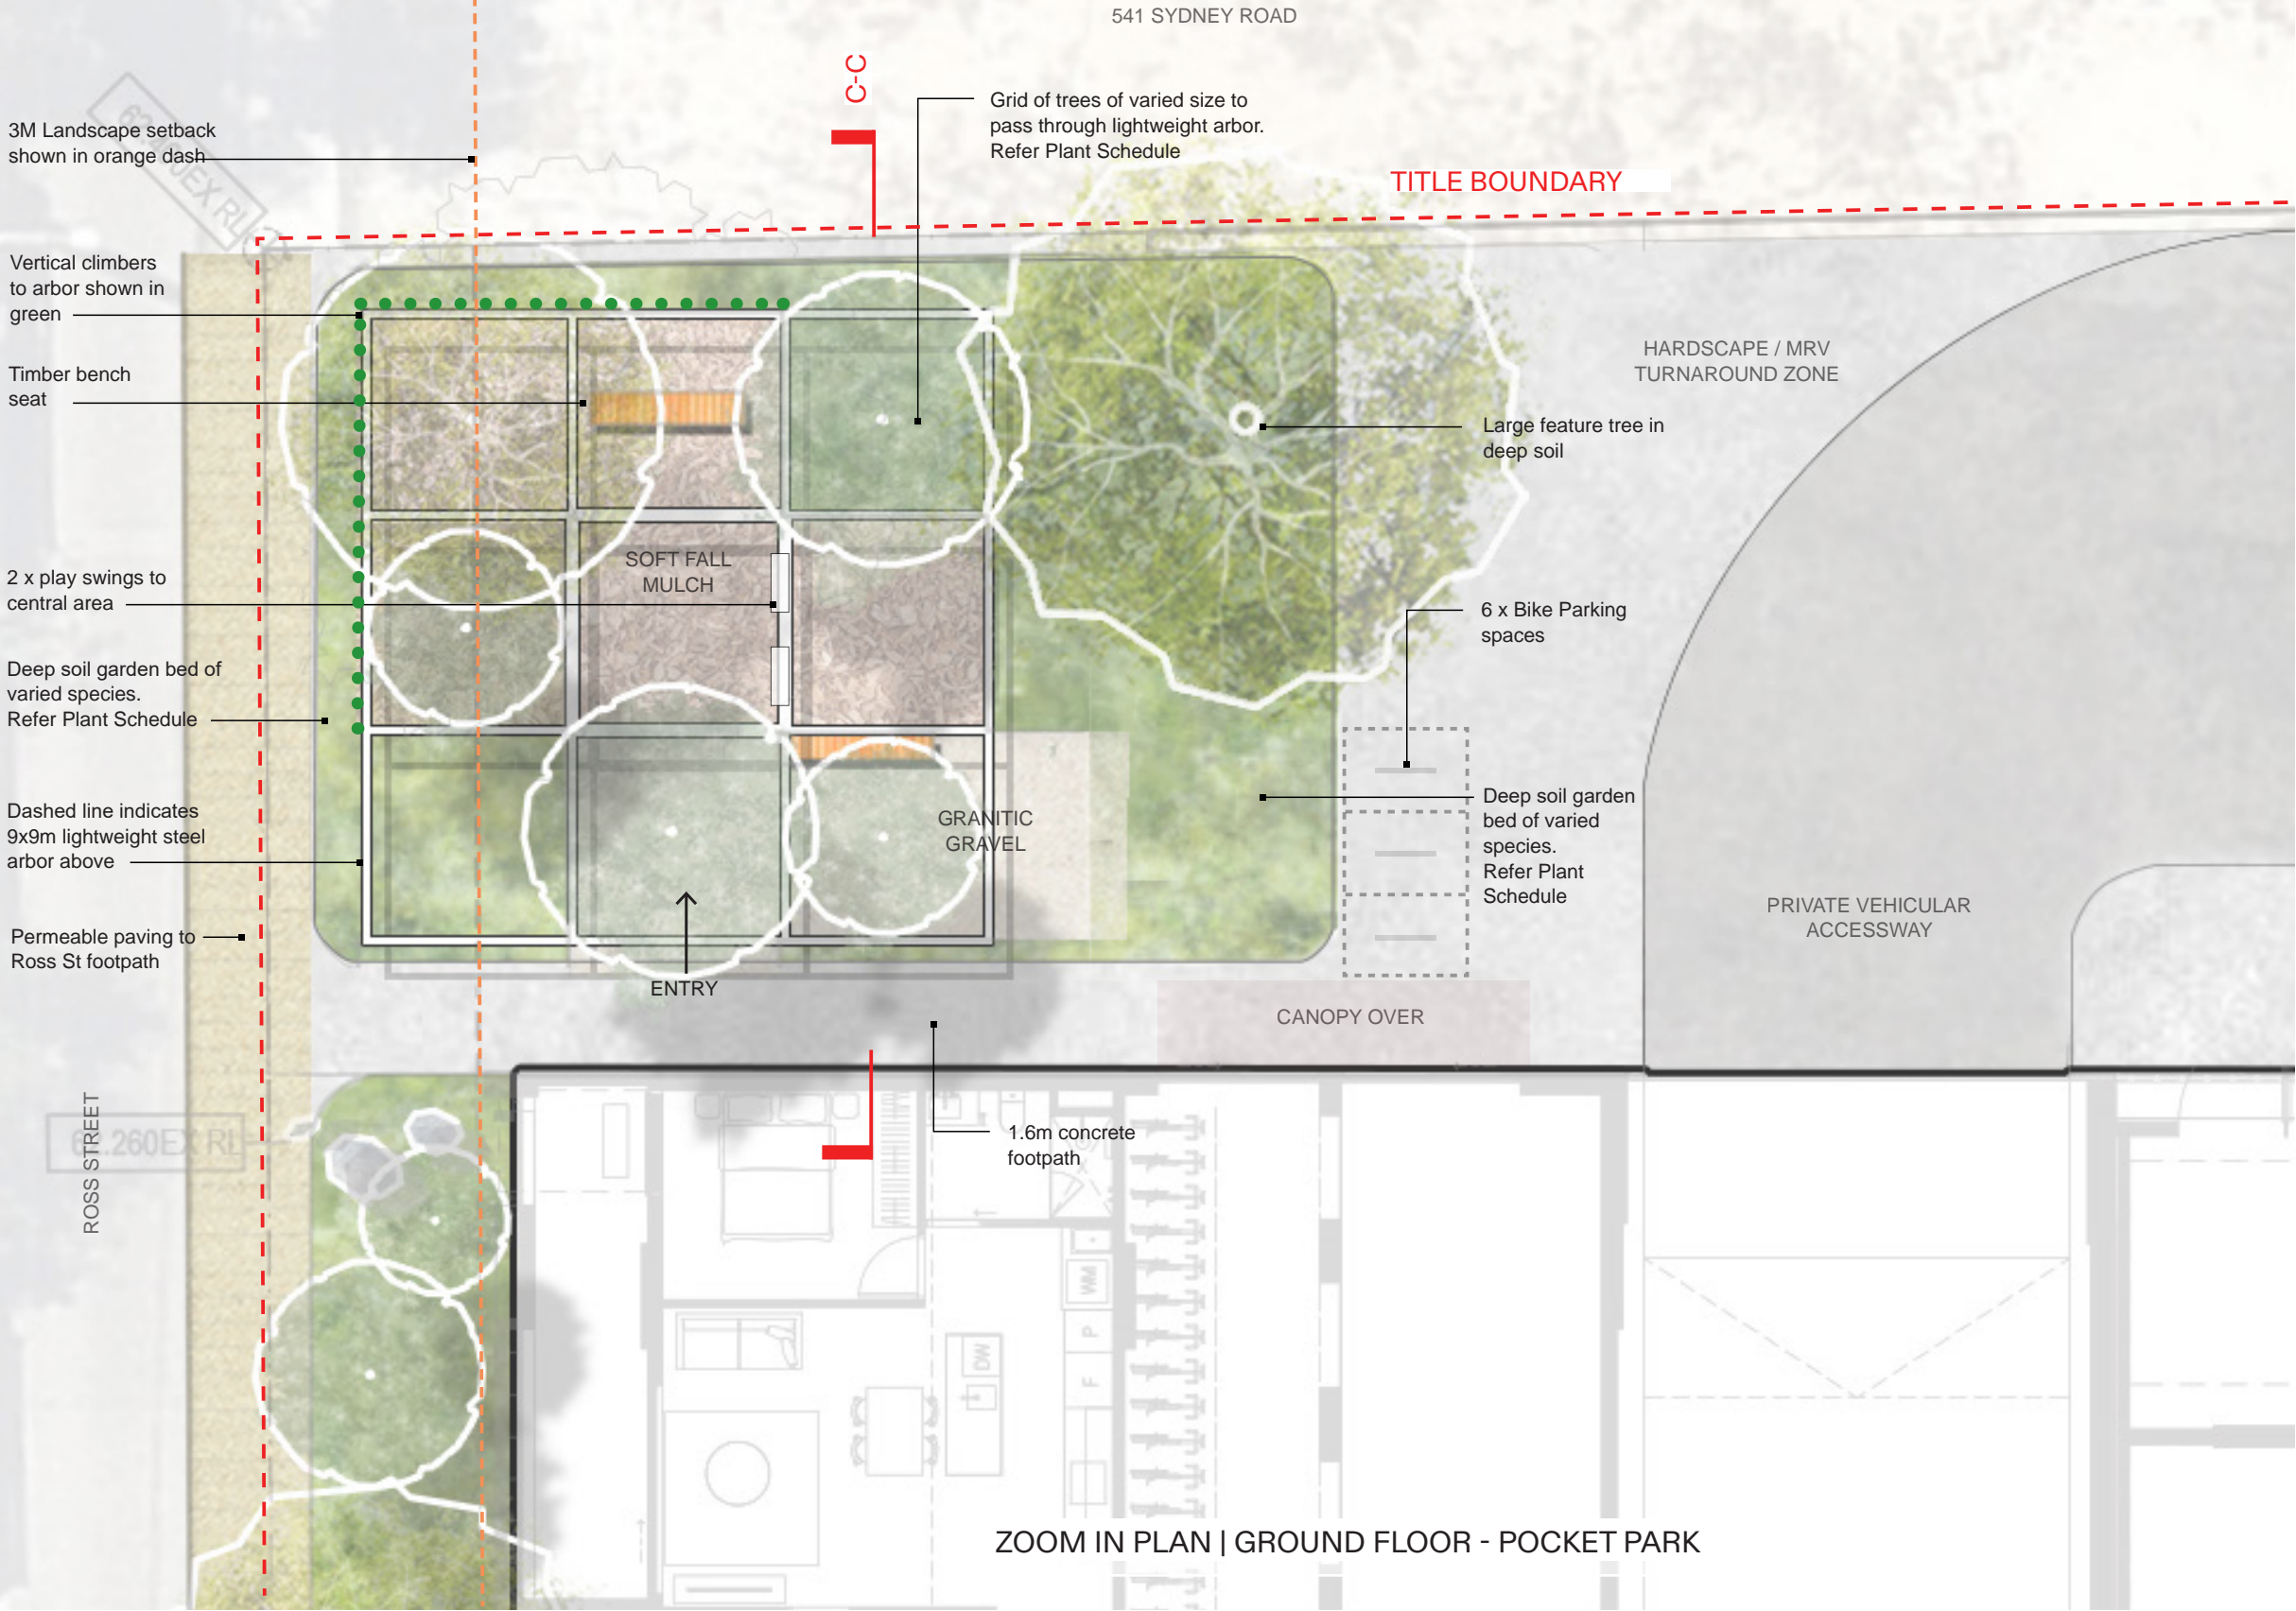 541 SYDNEY ROAD
C-C
Grid of trees of varied size to
pass through lightweight arbor.
Refer Plant Schedule
3M Landscape setback
shown in orange dash
TITLE BOUNDARY
Vertical climbers
to arbor shown in
green
HARDSCAPE / MRV
TURNAROUND ZONE
Timber bench
seat
Large feature tree in
deep soil
SOFT FALL
MULCH
2 x play swings to
central area
6 x Bike Parking
spaces
Deep soil garden bed of
varied species.
Refer Plant Schedule
Deep soil garden
bed of varied
species.
Refer Plant
Schedule
Dashed line indicates
9x9m lightweight steel
arbor above
GRANITIC
GRAVEL
PRIVATE VEHICULAR
ACCESSWAY
Permeable paving to
Ross St footpath
ENTRY
CANOPY OVER
1.6m concrete
footpath
ROSS STREET
EX RL
WM
P
F
DW
ZOOM IN PLAN | GROUND FLOOR - POCKET PARK